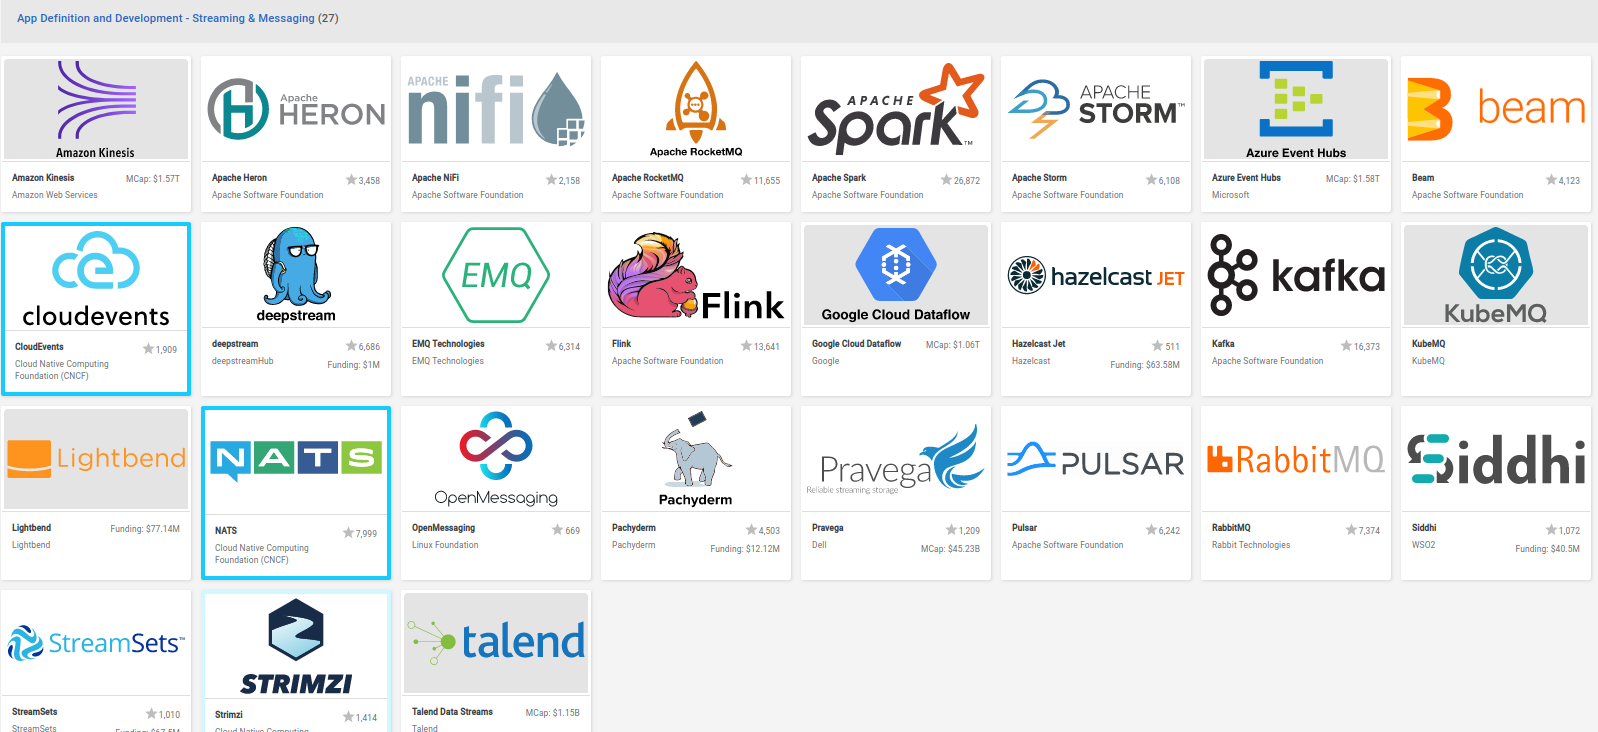 App Definition and Development - Streaming & Messaging (27)
Amazon Kinesis
Amazon Kinesis MCap: $1.57T
Amazon Web Services
Apache
HERON
Apache Heron 3,458
Apache Software Foundation
APACHE
nifi
Apache NiFi 2,158
Apache Software Foundation
Apache RocketMQ
Apache RocketMQ 11,655
Apache Software Foundation
APACHE
Spark™
Apache Spark 26,872
Apache Software Foundation
APACHE
STORM™
Apache Storm 6,108
Apache Software Foundation
Azure Event Hubs
Azure Event Hubs MCap: $1.58T
Microsoft
beam
Beam 4,123
Apache Software Foundation
cloudevents
CloudEvents 1,909
Cloud Native Computing
Foundation (CNCF)
deepstream
deepstream 6,686
deepstreamHub Funding: $1M
EMQ
EMQ Technologies 6,314
EMQ Technologies
Flink
Flink 13,641
Apache Software Foundation
Google Cloud Dataflow
Google Cloud Dataflow MCap: $1.06T
Google
hazelcast JET
Hazelcast Jet 511
Hazelcast Funding: $63.58M
kafka
Kafka 16,373
Apache Software Foundation
KubeMQ
KubeMQ
KubeMQ
Lightbend
Lightbend Funding: $77.14M
Lightbend
NATS
NATS 7,999
Cloud Native Computing
Foundation (CNCF)
OpenMessaging
OpenMessaging 669
Linux Foundation
Pachyderm
Pachyderm 4,503
Pachyderm Funding: $12.12M
Pravega
Reliable streaming storage
Pravega 1,209
Dell MCap: $45.23B
PULSAR
Pulsar 6,242
Apache Software Foundation
RabbitMQ
RabbitMQ 7,374
Rabbit Technologies
Siddhi
Siddhi 1,072
WSO2 Funding: $40.5M
StreamSets™
StreamSets 1,010
StreamSets Funding: $67.5M
STRIMZI
Strimzi 1,414
Cloud Native Computing
talend
Talend Data Streams MCap: $1.15B
Talend